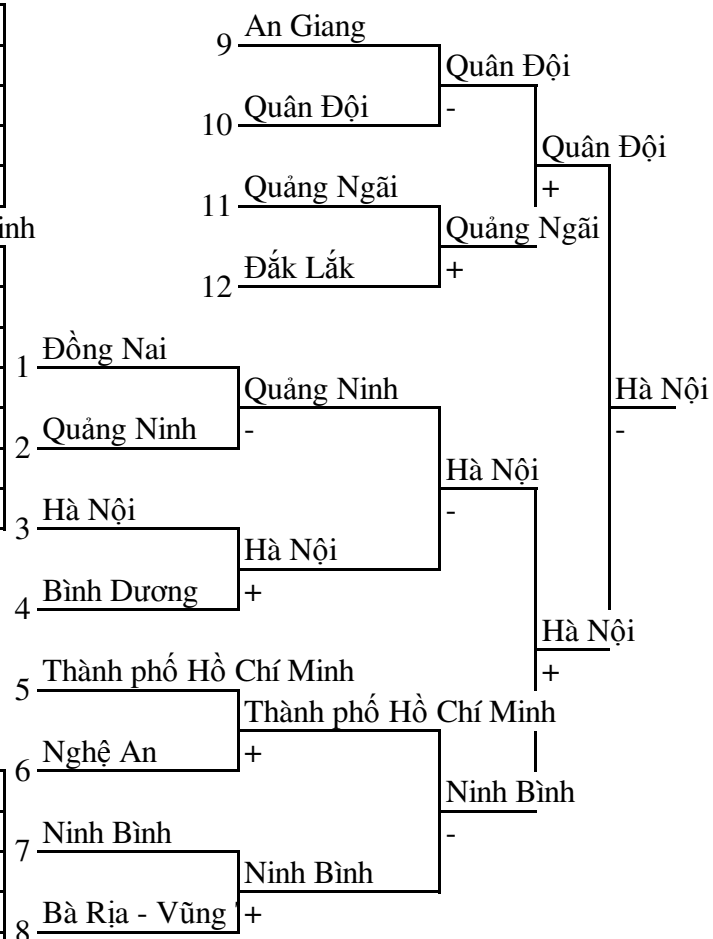 An Giang
9
Quân Đội
Quân Đội
-
10
Quân Đội
+
Quảng Ngãi
11
Quảng Ngãi
+
Đắk Lắk
12
inh
Đồng Nai
1
Quảng Ninh
-
Quảng Ninh
2
Hà Nội
-
Hà Nội
-
Hà Nội
3
Hà Nội
+
Bình Dương
4
Hà Nội
+
Thành phố Hồ Chí Minh
5
Thành phố Hồ Chí Minh
+
Nghệ An
6
Ninh Bình
-
Ninh Bình
7
Ninh Bình
+
Bà Rịa - Vũng
8